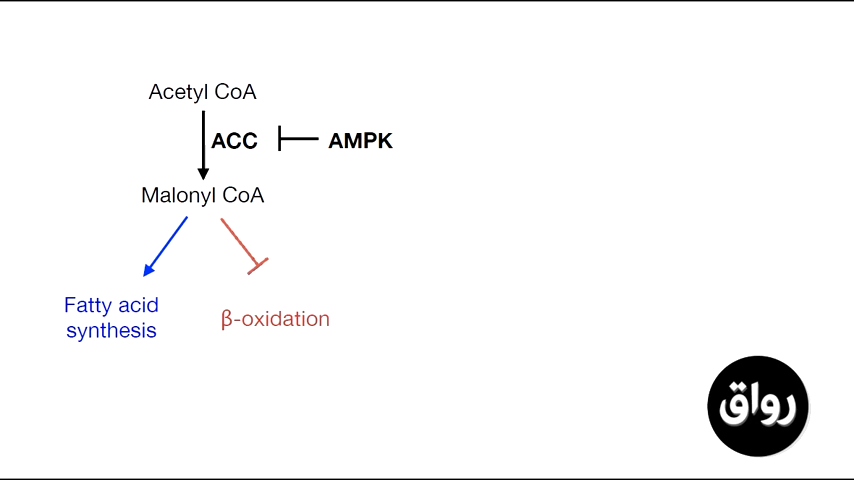 Acetyl CoA
ACC
AMPK
Malonyl CoA
Fatty acid
synthesis
β-oxidation
رواق